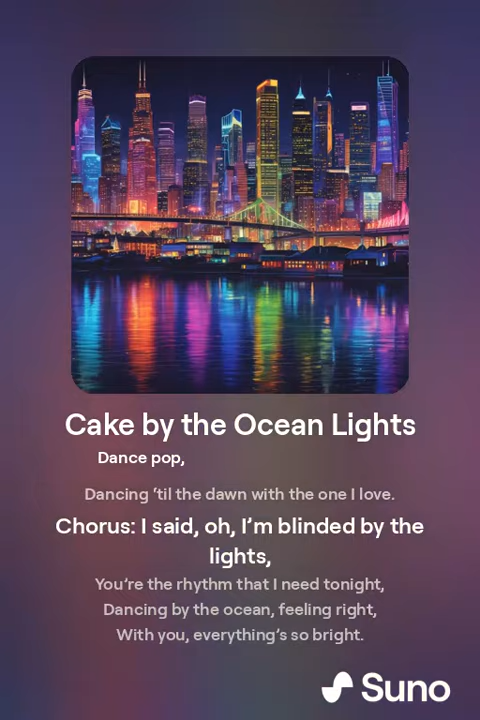 Cake by the Ocean Lights
Dance pop,
Dancing ‘til the dawn with the one I love.
Chorus: I said, oh, I’m blinded by the
lights,
You’re the rhythm that I need tonight,
Dancing by the ocean, feeling right,
With you, everything’s so bright.
Suno